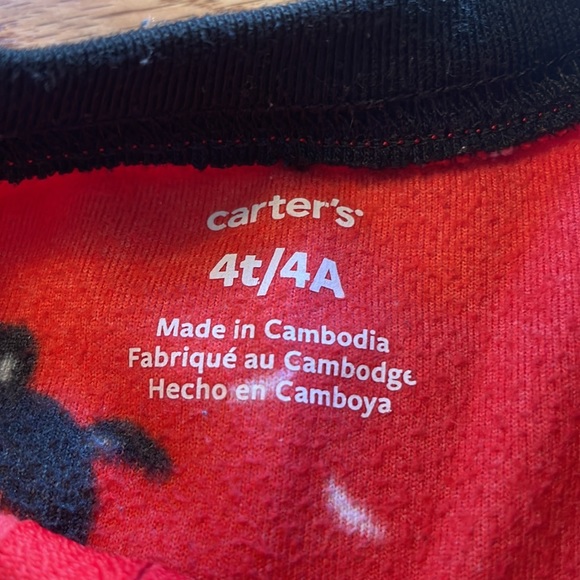 carter's
4t/4A
Made in Cambodia
Fabriqué au Cambodge
Hecho en Camboya